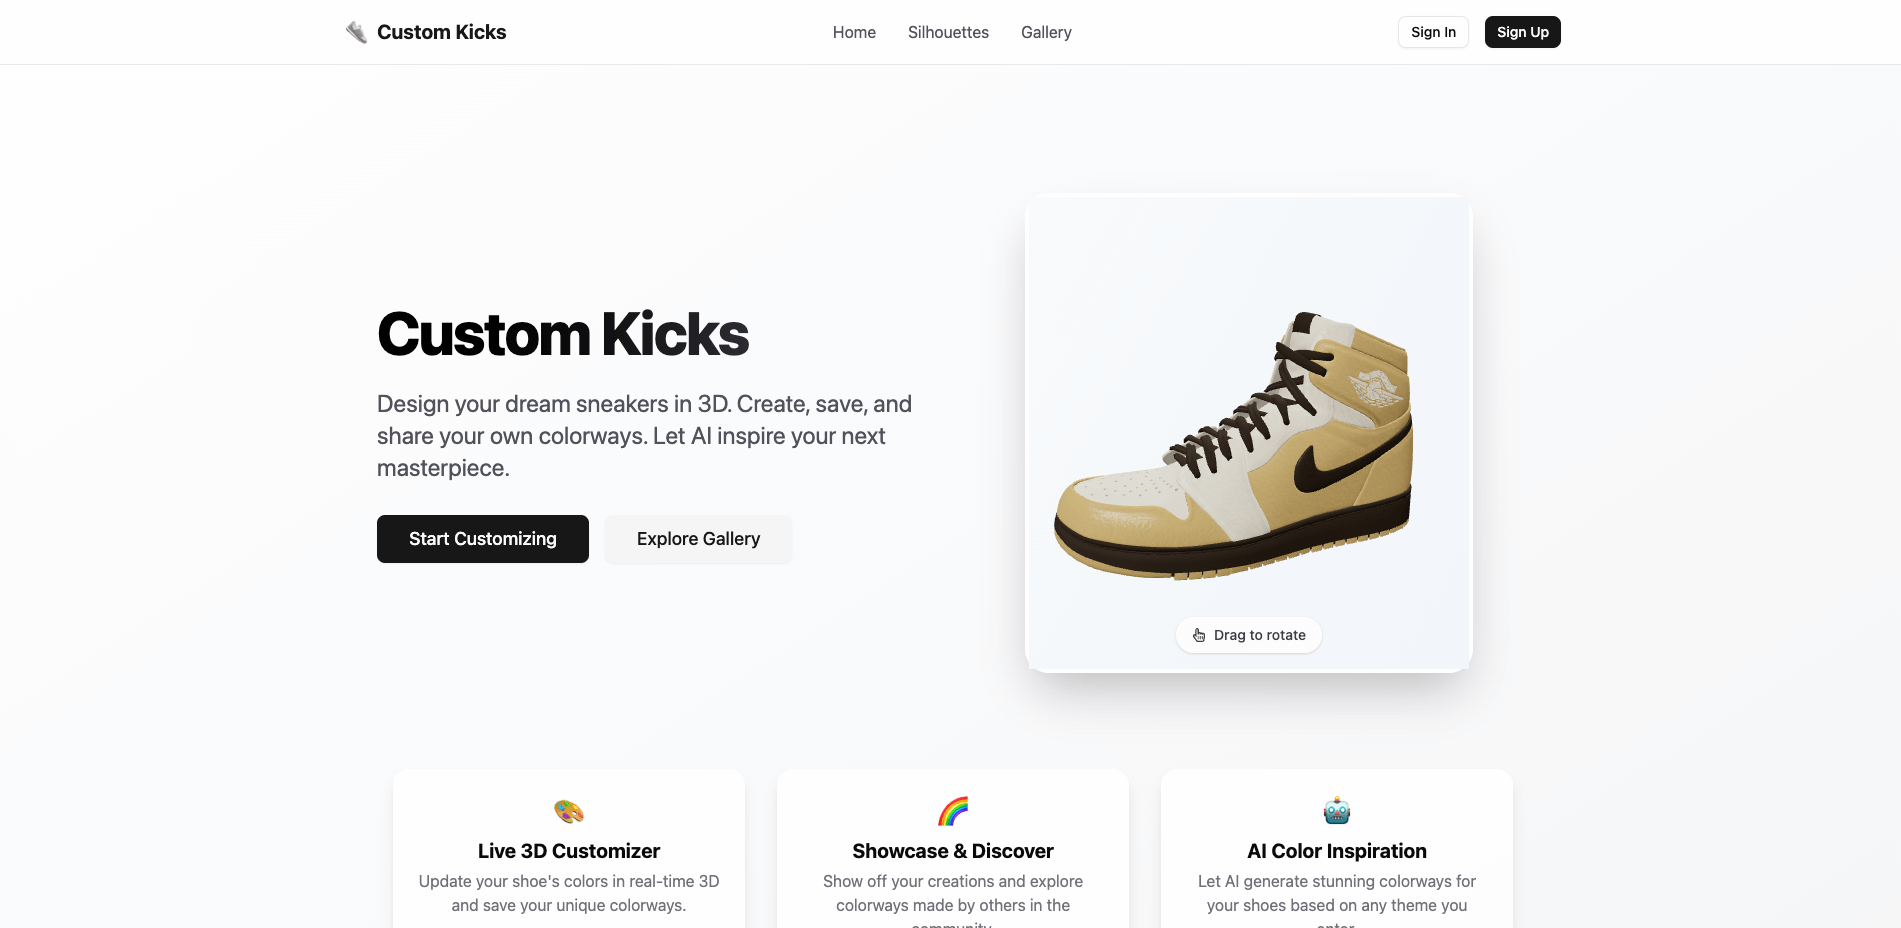 Custom Kicks
Home
Silhouettes
Gallery
Sign In
Sign Up
Custom Kicks
Design your dream sneakers in 3D. Create, save, and
share your own colorways. Let AI inspire your next
masterpiece.
Start Customizing
Explore Gallery
Drag to rotate
Live 3D Customizer
Update your shoe's colors in real-time 3D
and save your unique colorways.
Showcase & Discover
Show off your creations and explore
colorways made by others in the
community.
AI Color Inspiration
Let AI generate stunning colorways for
your shoes based on any theme you
enter.